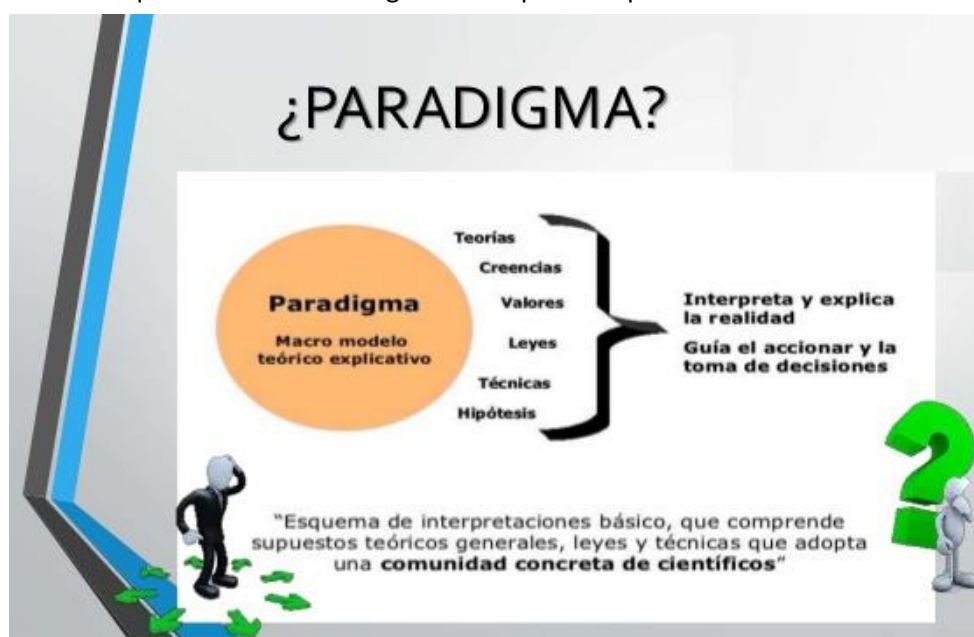 ¿PARADIGMA?
Paradigma
Macro modelo
teórico explicativo
Teorías
Creencias
Valores
Leyes
Técnicas
Hipótesis
Interpreta y explica
la realidad
Guía el accionar y la
toma de decisiones
“Esquema de interpretaciones básico, que comprende
supuestos teóricos generales, leyes y técnicas que adopta
una comunidad concreta de científicos”